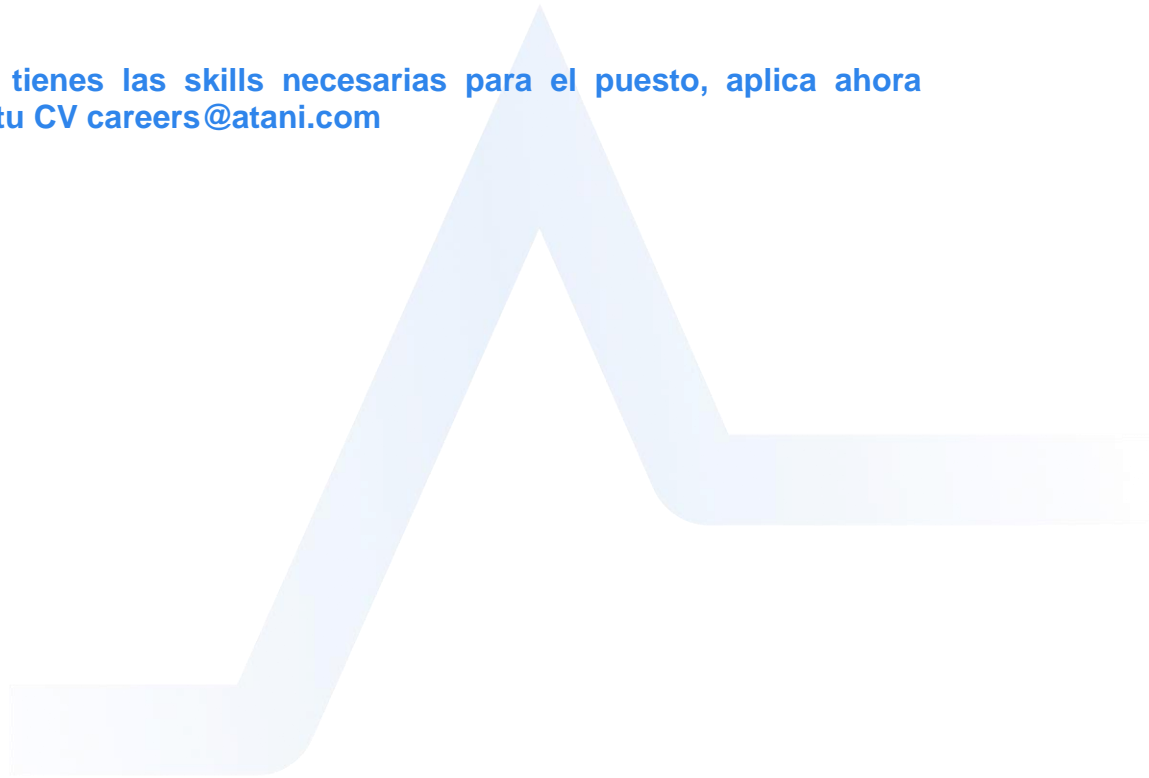 tienes las skills necesarias para el puesto, aplica ahora
tu CV careers@atani.com